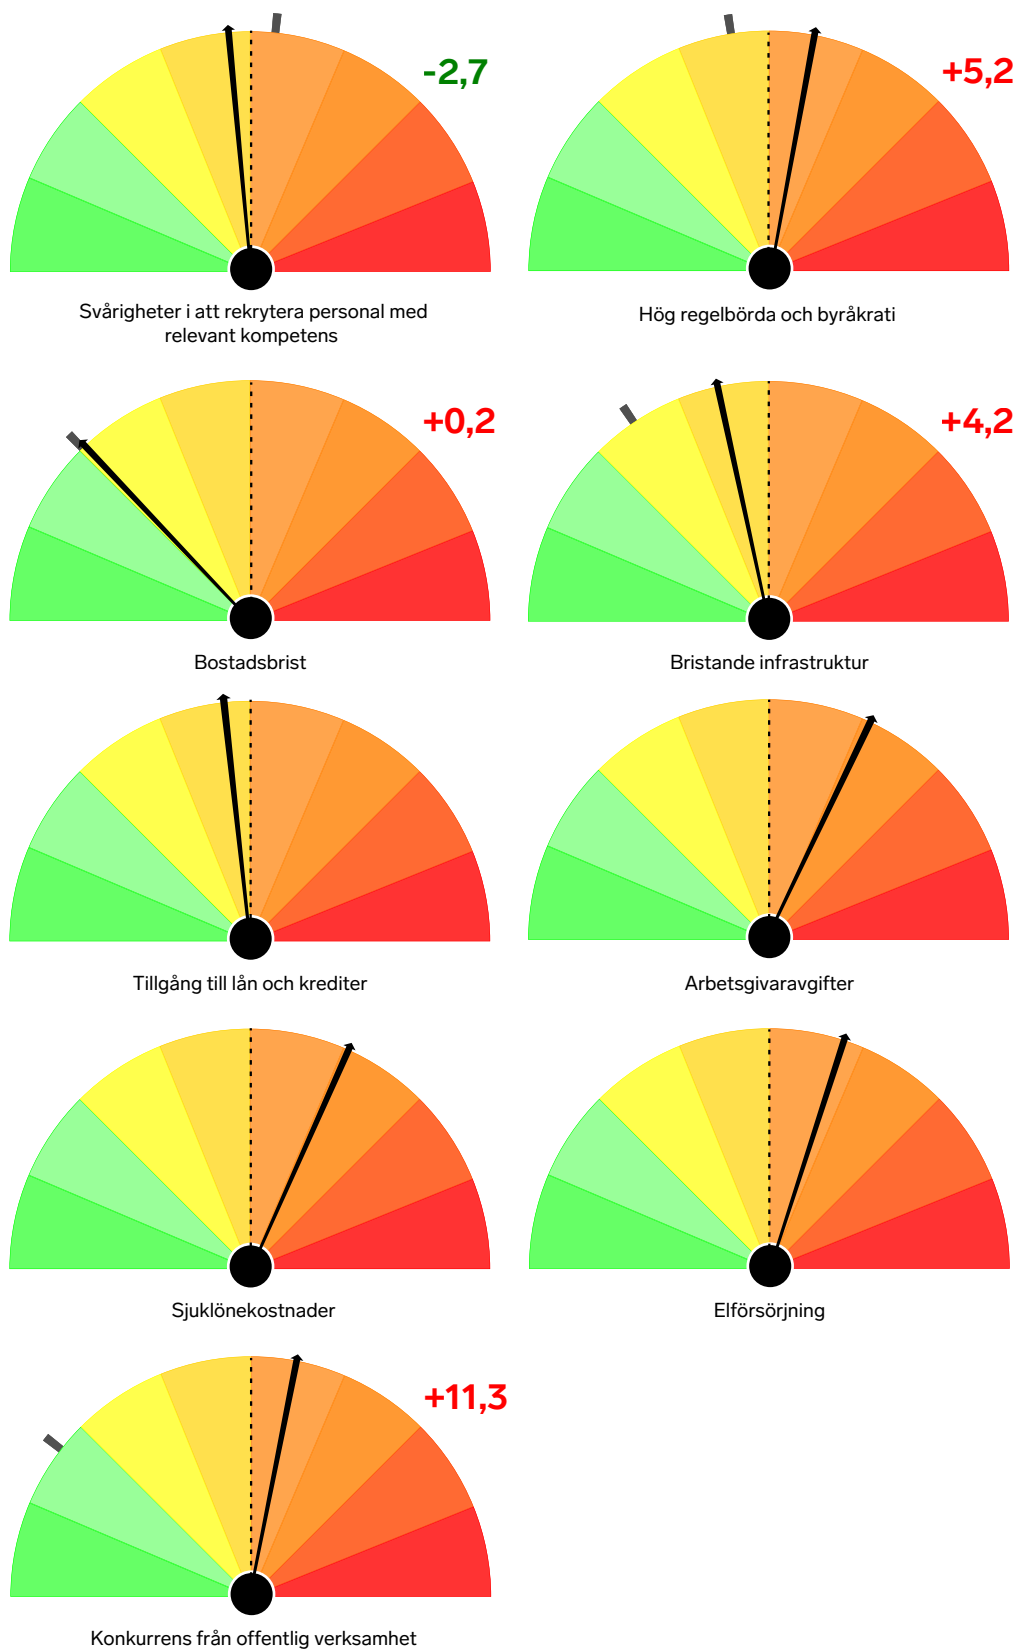 -2,7
+5,2
Svårigheter i att rekrytera personal med
relevant kompetens
Hög regelbörda och byråkrati
+0,2
+4,2
Bostadsbrist
Bristande infrastruktur
Tillgång till lån och krediter
Arbetsgivaravgifter
Sjuklönekostnader
Elförsörjning
+11,3
Konkurrens från offentlig verksamhet